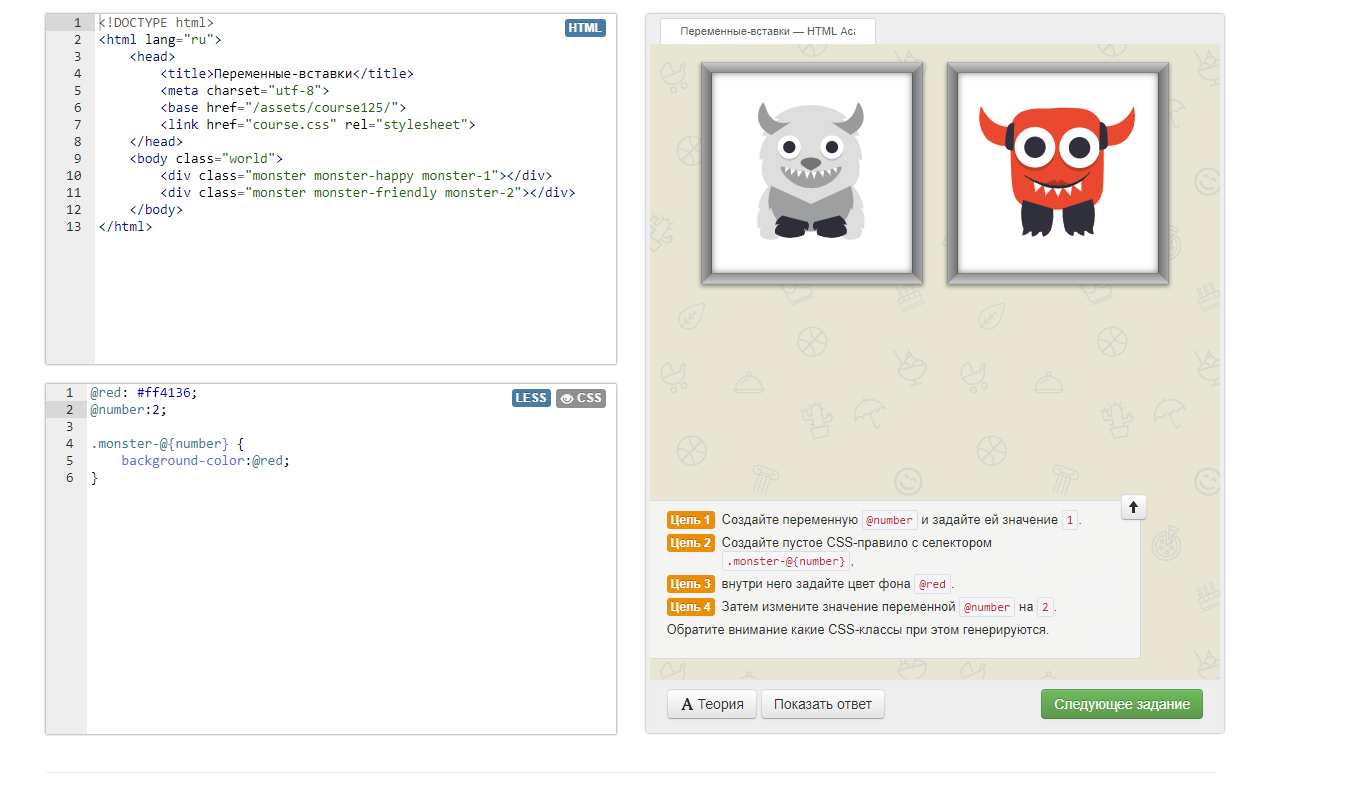 1 <!DOCTYPE html>
HTML
2 <html lang="ru">
3 <head>
4 <title>Переменные-вставки</title>
5 <meta charset="utf-8">
6 <base href="/assets/course125/">
7 <link href="course.css" rel="stylesheet">
8 </head>
9 <body class="world">
10 <div class="monster monster-happy monster-1"></div>
11 <div class="monster monster-friendly monster-2"></div>
12 </body>
13 </html>
1 @red: #ff4136;
LESS CSS
2 @number:2;
3
4 .monster-@{number} {
5 background-color:@red;
6 }
Переменные-вставки — HTML Aca
Цель 1 Создайте переменную @number и задайте ей значение 1.
Цель 2 Создайте пустое CSS-правило с селектором
.monster-@{number},
Цель 3 внутри него задайте цвет фона @red.
Цель 4 Затем измените значение переменной @number на 2.
Обратите внимание какие CSS-классы при этом генерируются.
A Теория Показать ответ Следующее задание